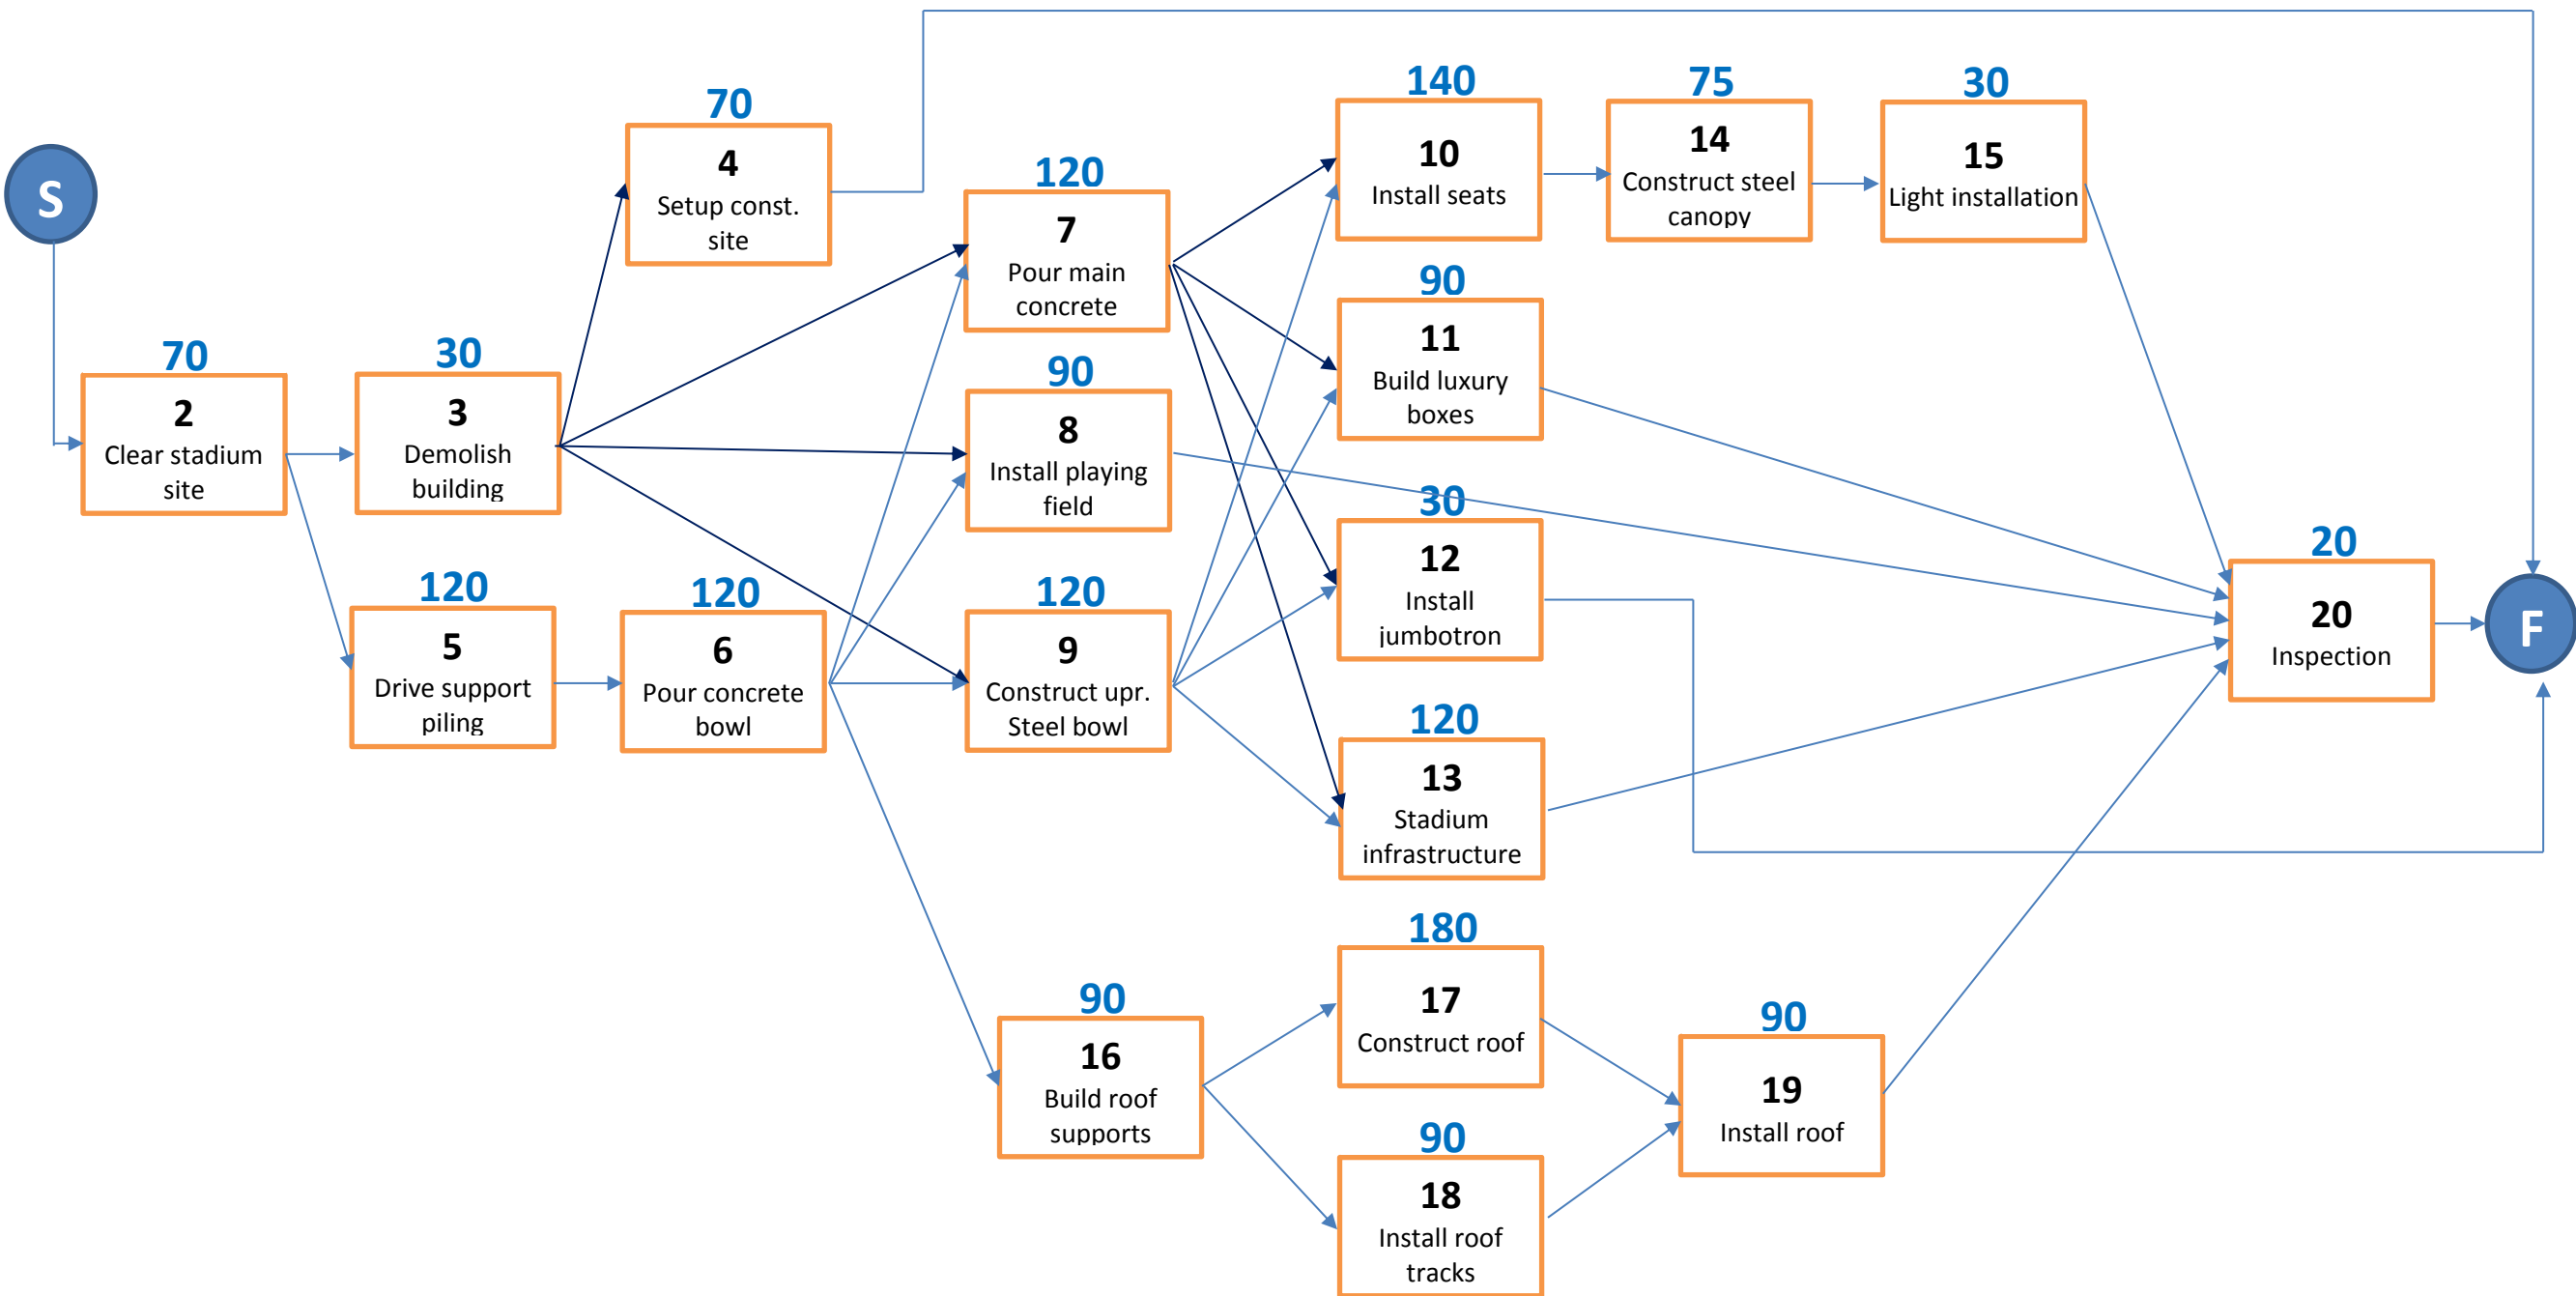 S
70
2
Clear stadium
site
30
3
Demolish
building
70
4
Setup const.
site
120
5
Drive support
piling
120
6
Pour concrete
bowl
120
7
Pour main
concrete
90
8
Install playing
field
120
9
Construct upr.
Steel bowl
140
10
Install seats
75
14
Construct steel
canopy
30
15
Light installation
90
11
Build luxury
boxes
30
12
Install
jumbotron
120
13
Stadium
infrastructure
90
16
Build roof
supports
180
17
Construct roof
90
18
Install roof
tracks
90
19
Install roof
20
20
Inspection
F